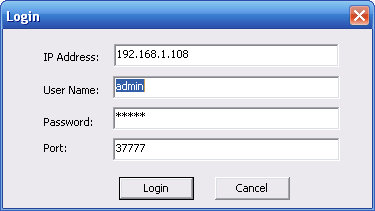 Login
IP Address: 192.168.1.108
User Name: admin
Password: *****
Port: 37777
Login Cancel